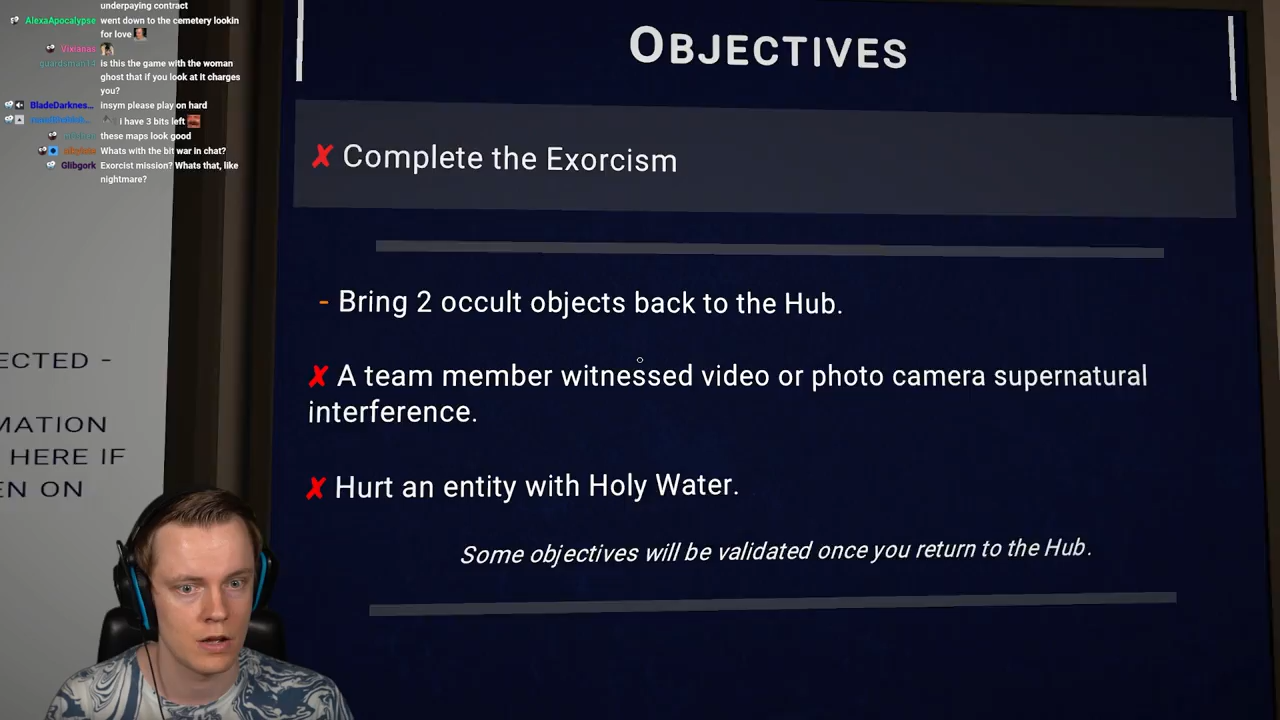 underpaying contract
AlexaApocalypse went down to the cemetery lookin
for love
Vixianas
guardsman14 is this the game with the woman
ghost that if you look at it charges
you?
BladeDarknes... insym please play on hard
i have 3 bits left
these maps look good
Whats with the bit war in chat?
Glibgork Exorcist mission? Whats that, like
nightmare?
OBJECTIVES
✗ Complete the Exorcism
- Bring 2 occult objects back to the Hub.
✗ A team member witnessed video or photo camera supernatural
interference.
✗ Hurt an entity with Holy Water.
Some objectives will be validated once you return to the Hub.
ECTED -
MATION
HERE IF
EN ON